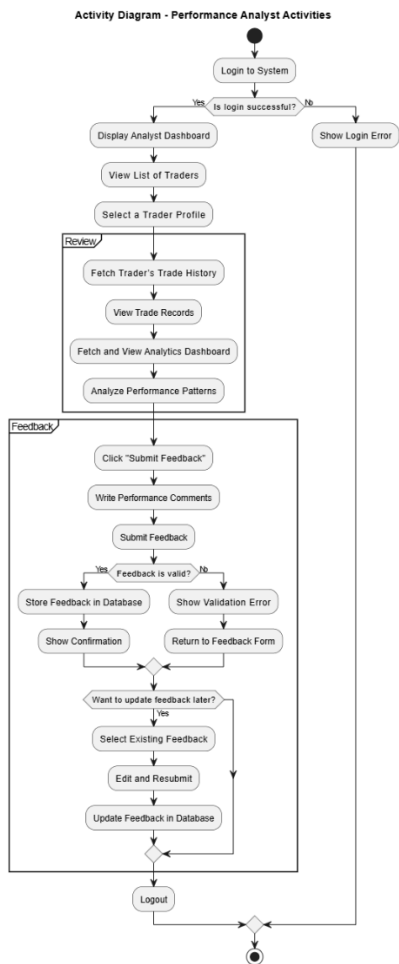 Activity Diagram - Performance Analyst Activities
Login to System
Is login successful?
Yes
No
Display Analyst Dashboard
Show Login Error
View List of Traders
Select a Trader Profile
Review
Fetch Trader's Trade History
View Trade Records
Fetch and View Analytics Dashboard
Analyze Performance Patterns
Feedback
Click "Submit Feedback"
Write Performance Comments
Submit Feedback
Feedback is valid?
Yes
No
Store Feedback in Database
Show Validation Error
Show Confirmation
Return to Feedback Form
Want to update feedback later?
Yes
Select Existing Feedback
Edit and Resubmit
Update Feedback in Database
Logout